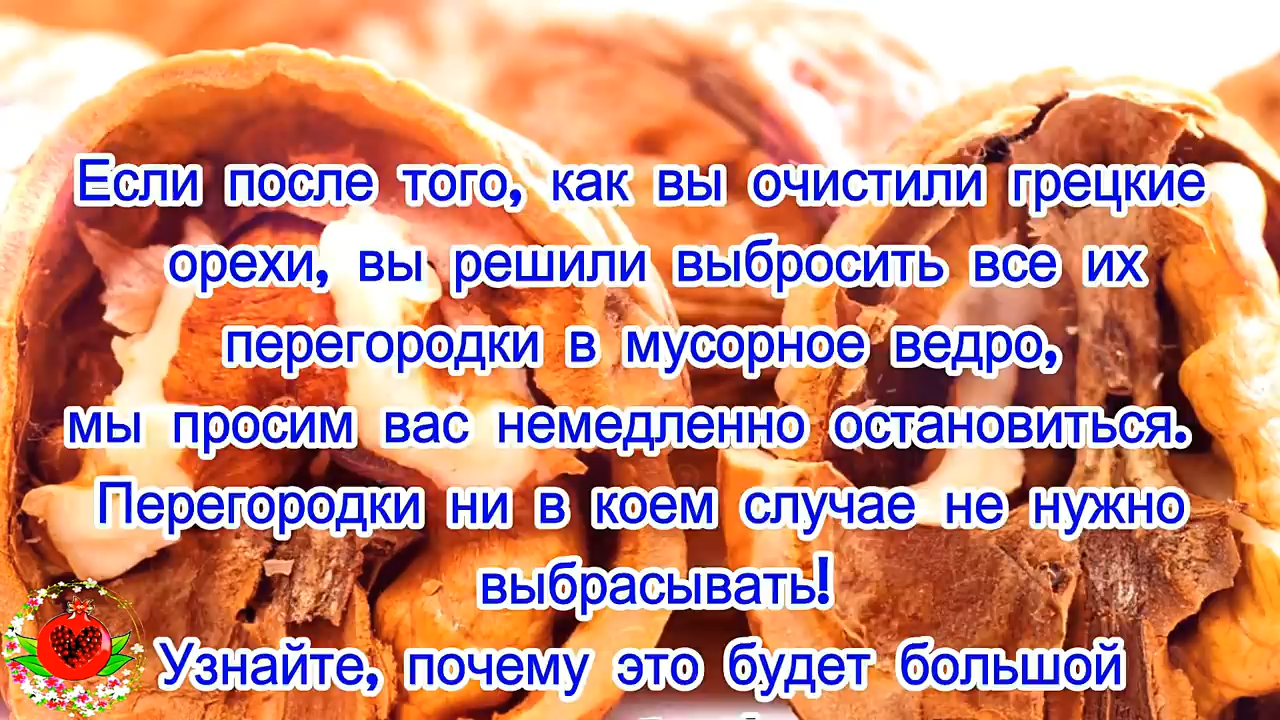 Если после того, как вы очистили грецкие
орехи, вы решили выбросить все их
перегородки в мусорное ведро,
мы просим вас немедленно остановиться.
Перегородки ни в коем случае не нужно
выбрасывать!
Узнайте, почему это будет большой